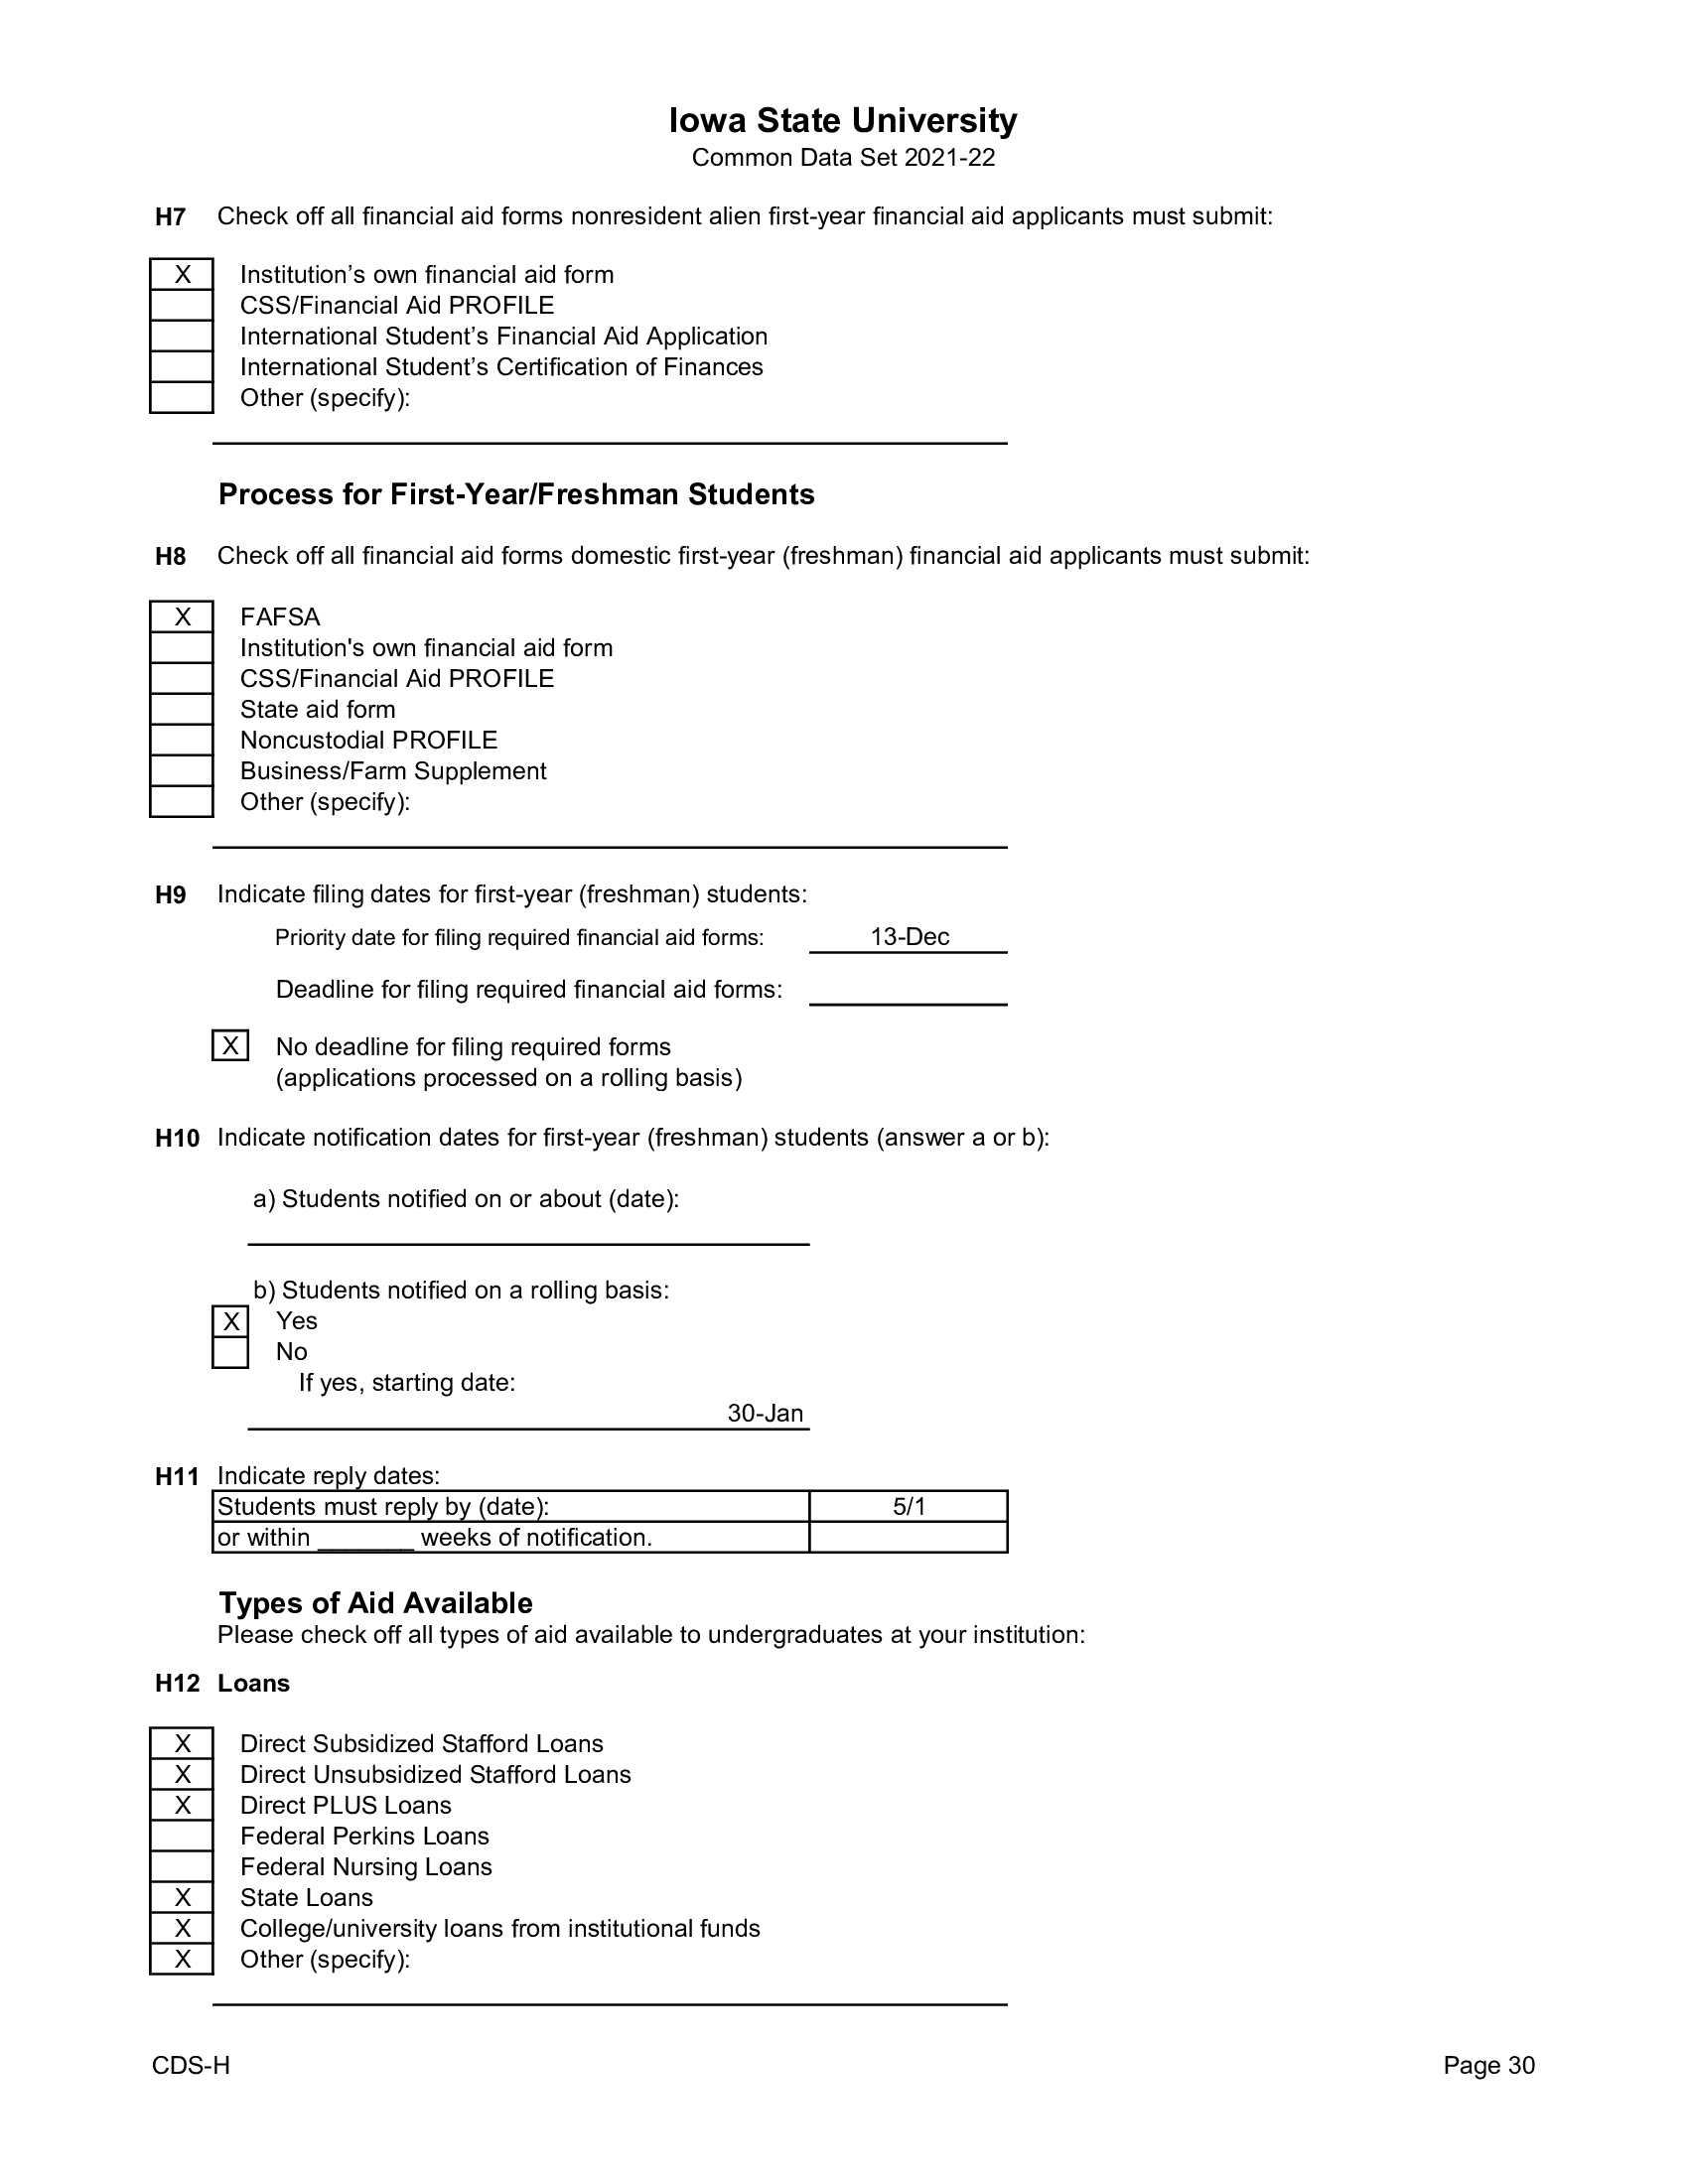 Iowa State University
Common Data Set 2021-22
H7 Check off all financial aid forms nonresident alien first-year financial aid applicants must submit:
X Institution’s own financial aid form
CSS/Financial Aid PROFILE
International Student’s Financial Aid Application
International Student’s Certification of Finances
Other (specify):
Process for First-Year/Freshman Students
H8 Check off all financial aid forms domestic first-year (freshman) financial aid applicants must submit:
X FAFSA
Institution's own financial aid form
CSS/Financial Aid PROFILE
State aid form
Noncustodial PROFILE
Business/Farm Supplement
Other (specify):
H9 Indicate filing dates for first-year (freshman) students:
Priority date for filing required financial aid forms: 13-Dec
Deadline for filing required financial aid forms:
X No deadline for filing required forms
(applications processed on a rolling basis)
H10 Indicate notification dates for first-year (freshman) students (answer a or b):
a) Students notified on or about (date):
b) Students notified on a rolling basis:
X Yes
No
If yes, starting date:
30-Jan
H11 Indicate reply dates:
Students must reply by (date): 5/1
or within _______ weeks of notification.
Types of Aid Available
Please check off all types of aid available to undergraduates at your institution:
H12 Loans
X Direct Subsidized Stafford Loans
X Direct Unsubsidized Stafford Loans
X Direct PLUS Loans
Federal Perkins Loans
Federal Nursing Loans
X State Loans
X College/university loans from institutional funds
X Other (specify):
CDS-H Page 30